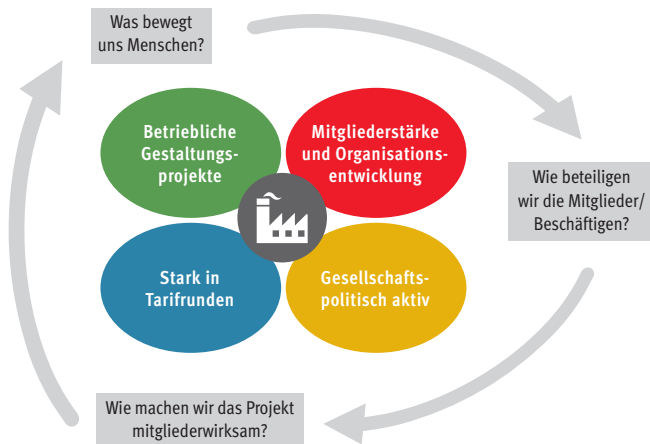 Was bewegt
uns Menschen?
Betriebliche
Gestaltungs-
projekte
Mitgliederstärke
und Organisations-
entwicklung
Wie beteiligen
wir die Mitglieder/
Beschäftigen?
Stark in
Tarifrunden
Gesellschafts-
politisch aktiv
Wie machen wir das Projekt
mitgliederwirksam?